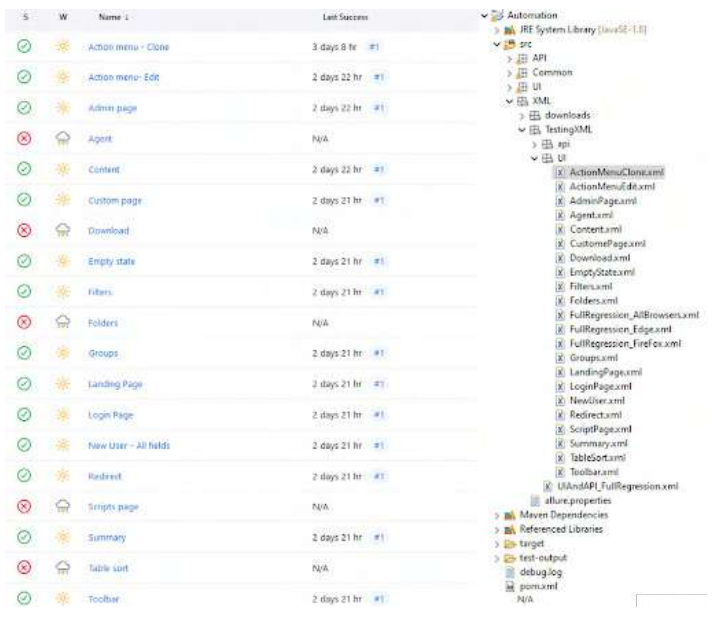 S W Name ↓ Last Success
Action menu - Clone 3 days 8 hr #1
Action menu- Edit 2 days 22 hr #1
Admin page 2 days 22 hr #1
Agent N/A
Content 2 days 22 hr #1
Custom page 2 days 21 hr #1
Download N/A
Empty state 2 days 21 hr #1
Filters 2 days 21 hr #1
Folders N/A
Groups 2 days 21 hr #1
Landing Page 2 days 21 hr #1
Login Page 2 days 21 hr #1
New User - All fields 2 days 21 hr #1
Redirect 2 days 21 hr #1
Scripts page N/A
Summary 2 days 21 hr #1
Table sort N/A
Toolbar 2 days 21 hr #1
Automation
JRE System Library [JavaSE-1.8]
src
API
Common
UI
XML
downloads
TestingXML
api
UI
ActionMenuClone.xml
ActionMenuEdit.xml
AdminPage.xml
Agent.xml
Content.xml
CustomePage.xml
Download.xml
EmptyState.xml
Filters.xml
Folders.xml
FullRegression_AllBrowsers.xml
FullRegression_Edge.xml
FullRegression_FireFox.xml
Groups.xml
LandingPage.xml
LoginPage.xml
NewUser.xml
Redirect.xml
ScriptPage.xml
Summary.xml
TableSort.xml
Toolbar.xml
UIAndAPI_FullRegression.xml
allure.properties
Maven Dependencies
Referenced Libraries
target
test-output
debug.log
pom.xml
N/A